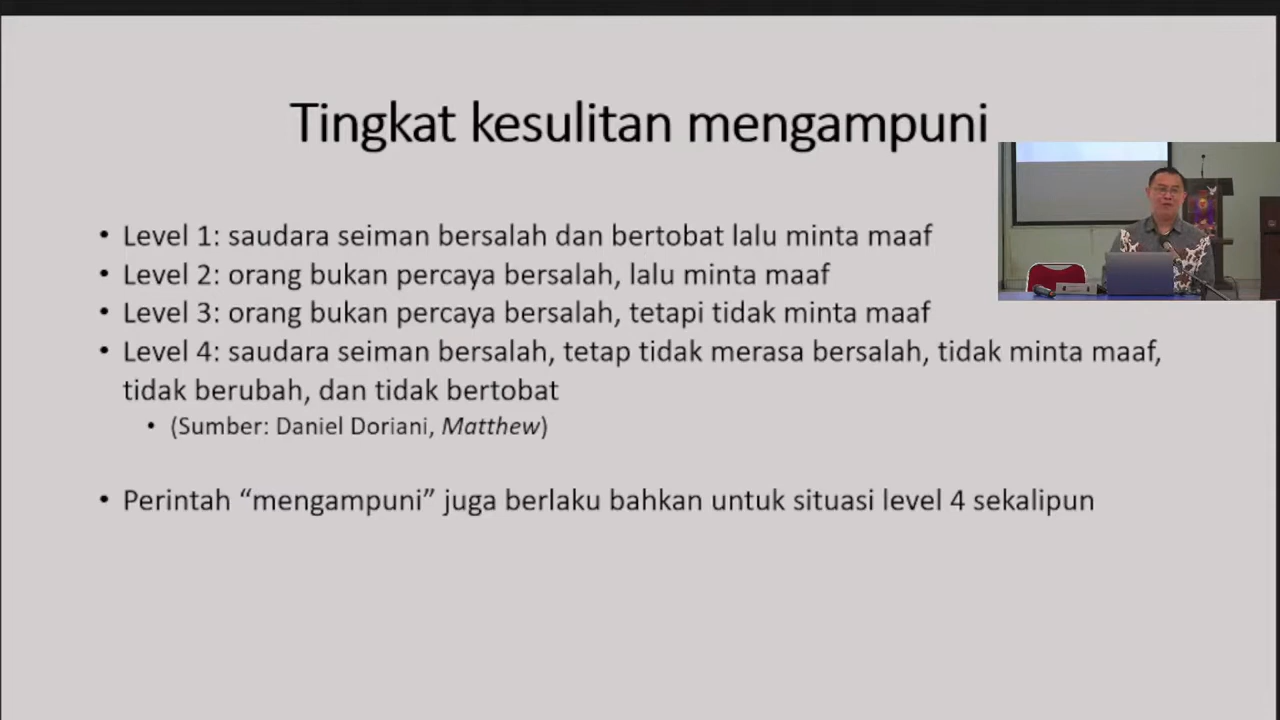 Tingkat kesulitan mengampuni
• Level 1: saudara seiman bersalah dan bertobat lalu minta maaf
• Level 2: orang bukan percaya bersalah, lalu minta maaf
• Level 3: orang bukan percaya bersalah, tetapi tidak minta maaf
• Level 4: saudara seiman bersalah, tetap tidak merasa bersalah, tidak minta maaf,
tidak berubah, dan tidak bertobat
• (Sumber: Daniel Doriani, Matthew)
• Perintah “mengampuni” juga berlaku bahkan untuk situasi level 4 sekalipun